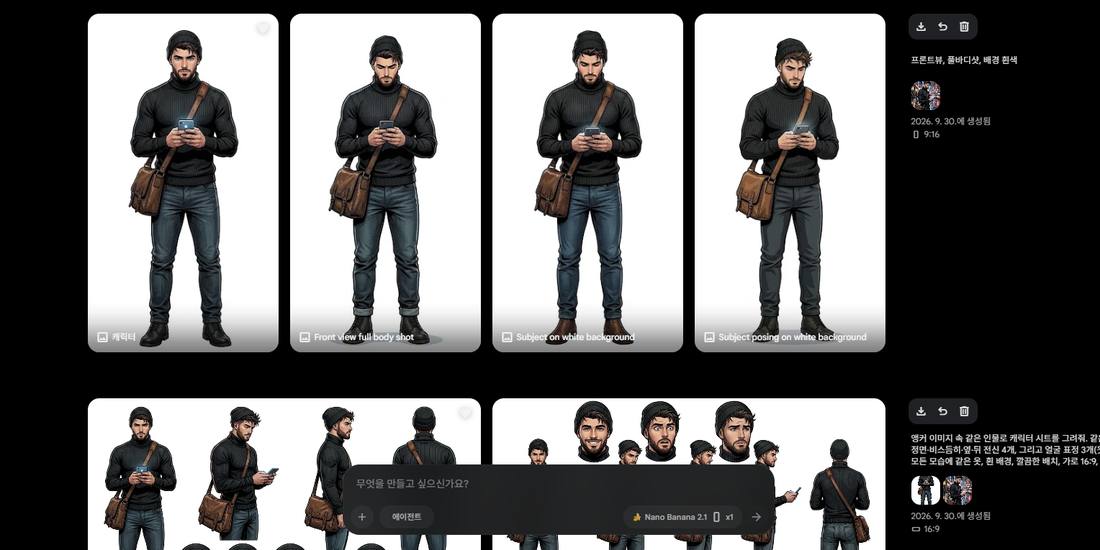 프론트뷰, 풀바디샷, 배경 흰색
2026. 9. 30.에 생성됨
9:16
캐릭터
Front view full body shot
Subject on white background
Subject posing on white background
앵커 이미지 속 같은 인물로 캐릭터 시트를 그려줘. 같은
정면·비스듬히·옆·뒤 전신 4개, 그리고 얼굴 표정 3개(
모든 모습에 같은 옷, 흰 배경, 깔끔한 배치, 가로 16:9,
2026. 9. 30.에 생성됨
16:9
무엇을 만들고 싶으신가요?
에이전트
Nano Banana 2.1
x1